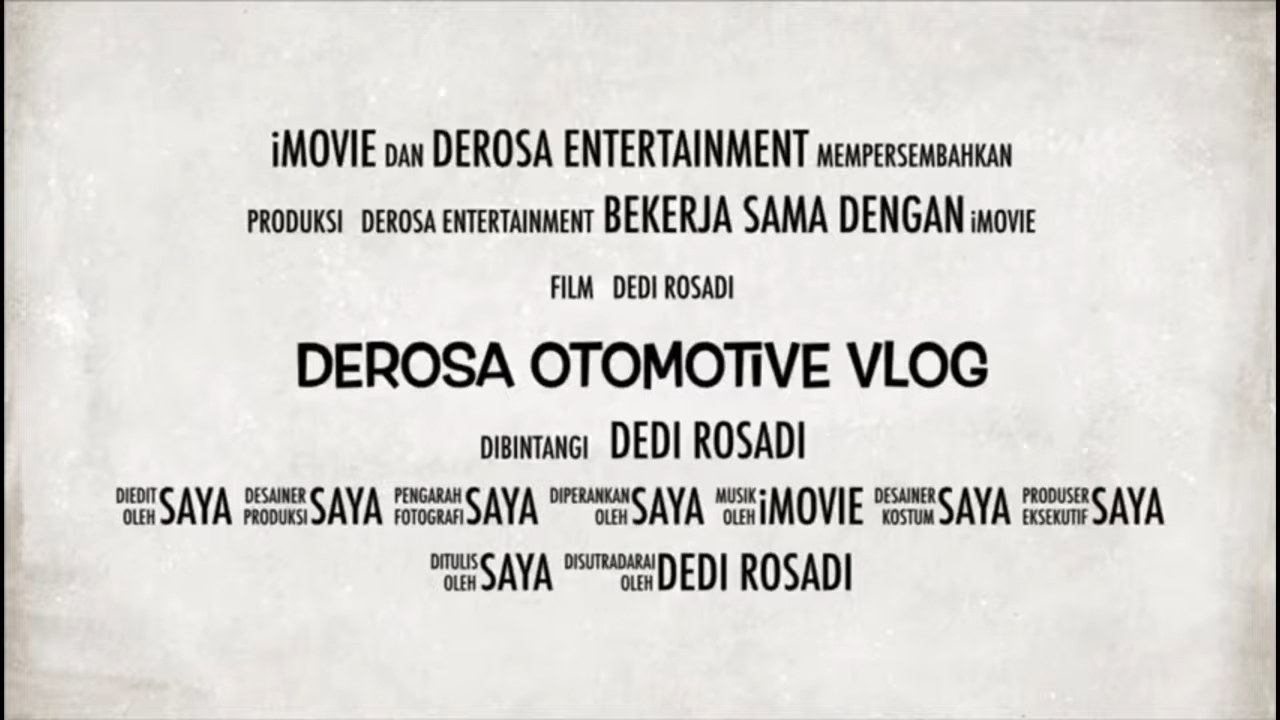 iMOVIE DAN DEROSA ENTERTAINMENT MEMPERSEMBAHKAN
PRODUKSI DEROSA ENTERTAINMENT BEKERJA SAMA DENGAN iMOVIE
FILM DEDI ROSADI
DEROSA OTOMOTiVE VLOG
DIBINTANGI DEDI ROSADI
DIEDIT OLEH SAYA DESAINER PRODUKSI SAYA PENGARAH FOTOGRAFI SAYA DIPERANKAN OLEH SAYA MUSIK OLEH iMOVIE DESAINER KOSTUM SAYA PRODUSER EKSEKUTIF SAYA
DITULIS OLEH SAYA DISUTRADARAI OLEH DEDI ROSADI